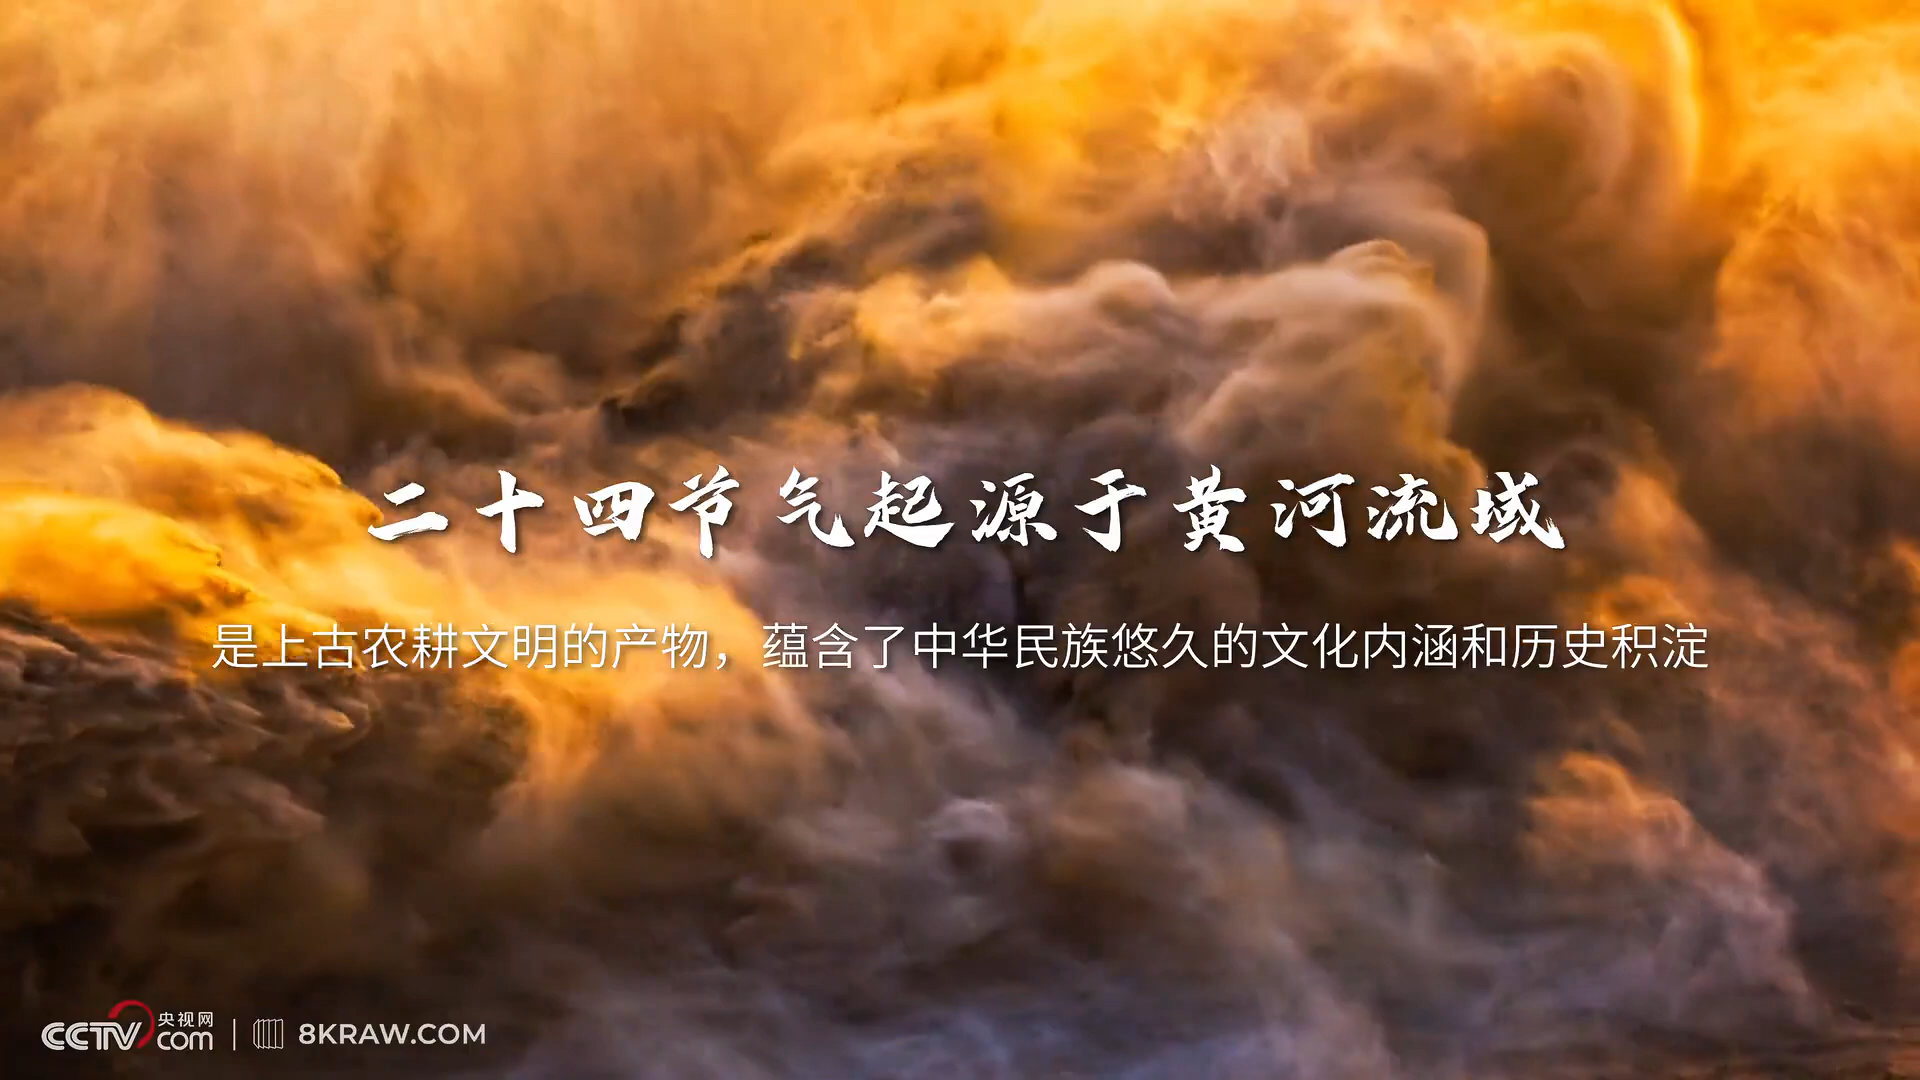 二十四节气起源于黄河流域
是上古农耕文明的产物，蕴含了中华民族悠久的文化内涵和历史积淀
CCTV 央视网 com | 8KRAW.COM